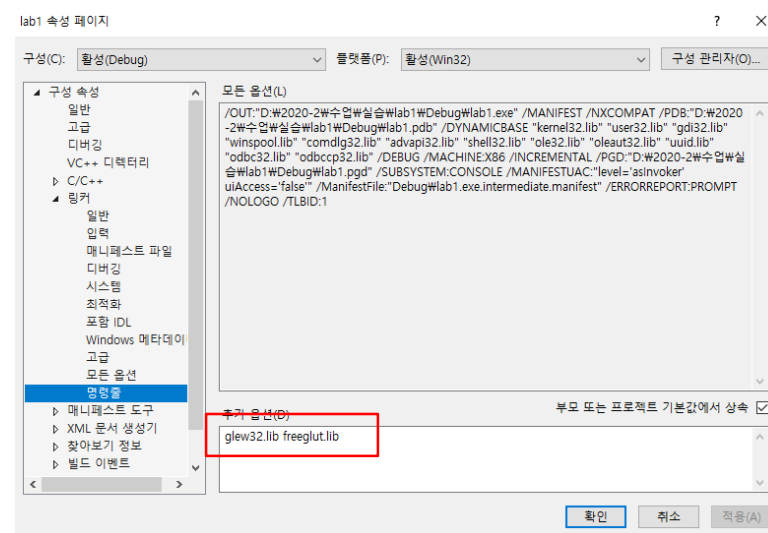 lab1 속성 페이지
?
구성(C): 활성(Debug) 플랫폼(P): 활성(Win32) 구성 관리자(O)...
구성 속성
일반
고급
디버깅
VC++ 디렉터리
C/C++
링커
일반
입력
매니페스트 파일
디버깅
시스템
최적화
포함 IDL
Windows 메타데이
고급
모든 옵션
명령줄
매니페스트 도구
XML 문서 생성기
찾아보기 정보
빌드 이벤트
모든 옵션(L)
/OUT:"D:₩2020-2₩수업₩실습₩lab1₩Debug₩lab1.exe" /MANIFEST /NXCOMPAT /PDB:"D:₩2020
-2₩수업₩실습₩lab1₩Debug₩lab1.pdb" /DYNAMICBASE "kernel32.lib" "user32.lib" "gdi32.lib"
"winspool.lib" "comdlg32.lib" "advapi32.lib" "shell32.lib" "ole32.lib" "oleaut32.lib" "uuid.lib"
"odbc32.lib" "odbccp32.lib" /DEBUG /MACHINE:X86 /INCREMENTAL /PGD:"D:₩2020-2₩수업₩실
습₩lab1₩Debug₩lab1.pgd" /SUBSYSTEM:CONSOLE /MANIFESTUAC:"level='asInvoker'
uiAccess='false'" /ManifestFile:"Debug₩lab1.exe.intermediate.manifest" /ERRORREPORT:PROMPT
/NOLOGO /TLBID:1
추가 옵션(D) 부모 또는 프로젝트 기본값에서 상속
glew32.lib freeglut.lib
확인 취소 적용(A)